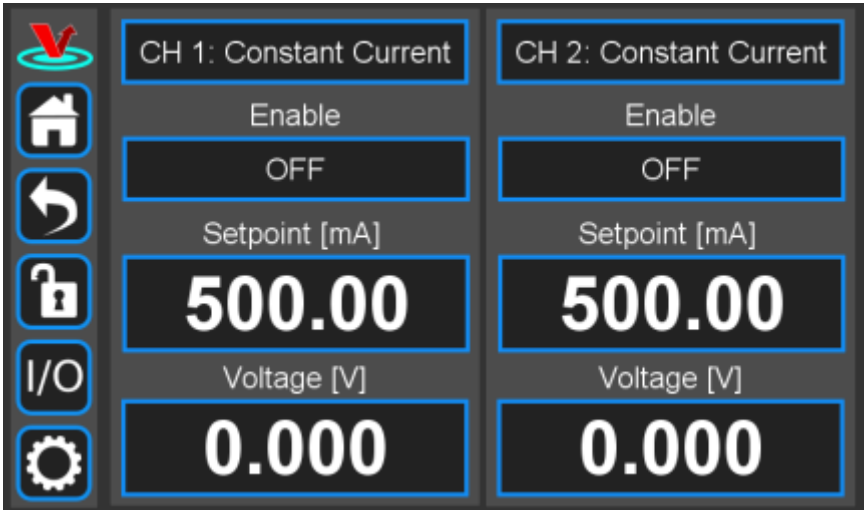 CH 1: Constant Current
Enable
OFF
Setpoint [mA]
500.00
Voltage [V]
0.000
CH 2: Constant Current
Enable
OFF
Setpoint [mA]
500.00
Voltage [V]
0.000
I/O